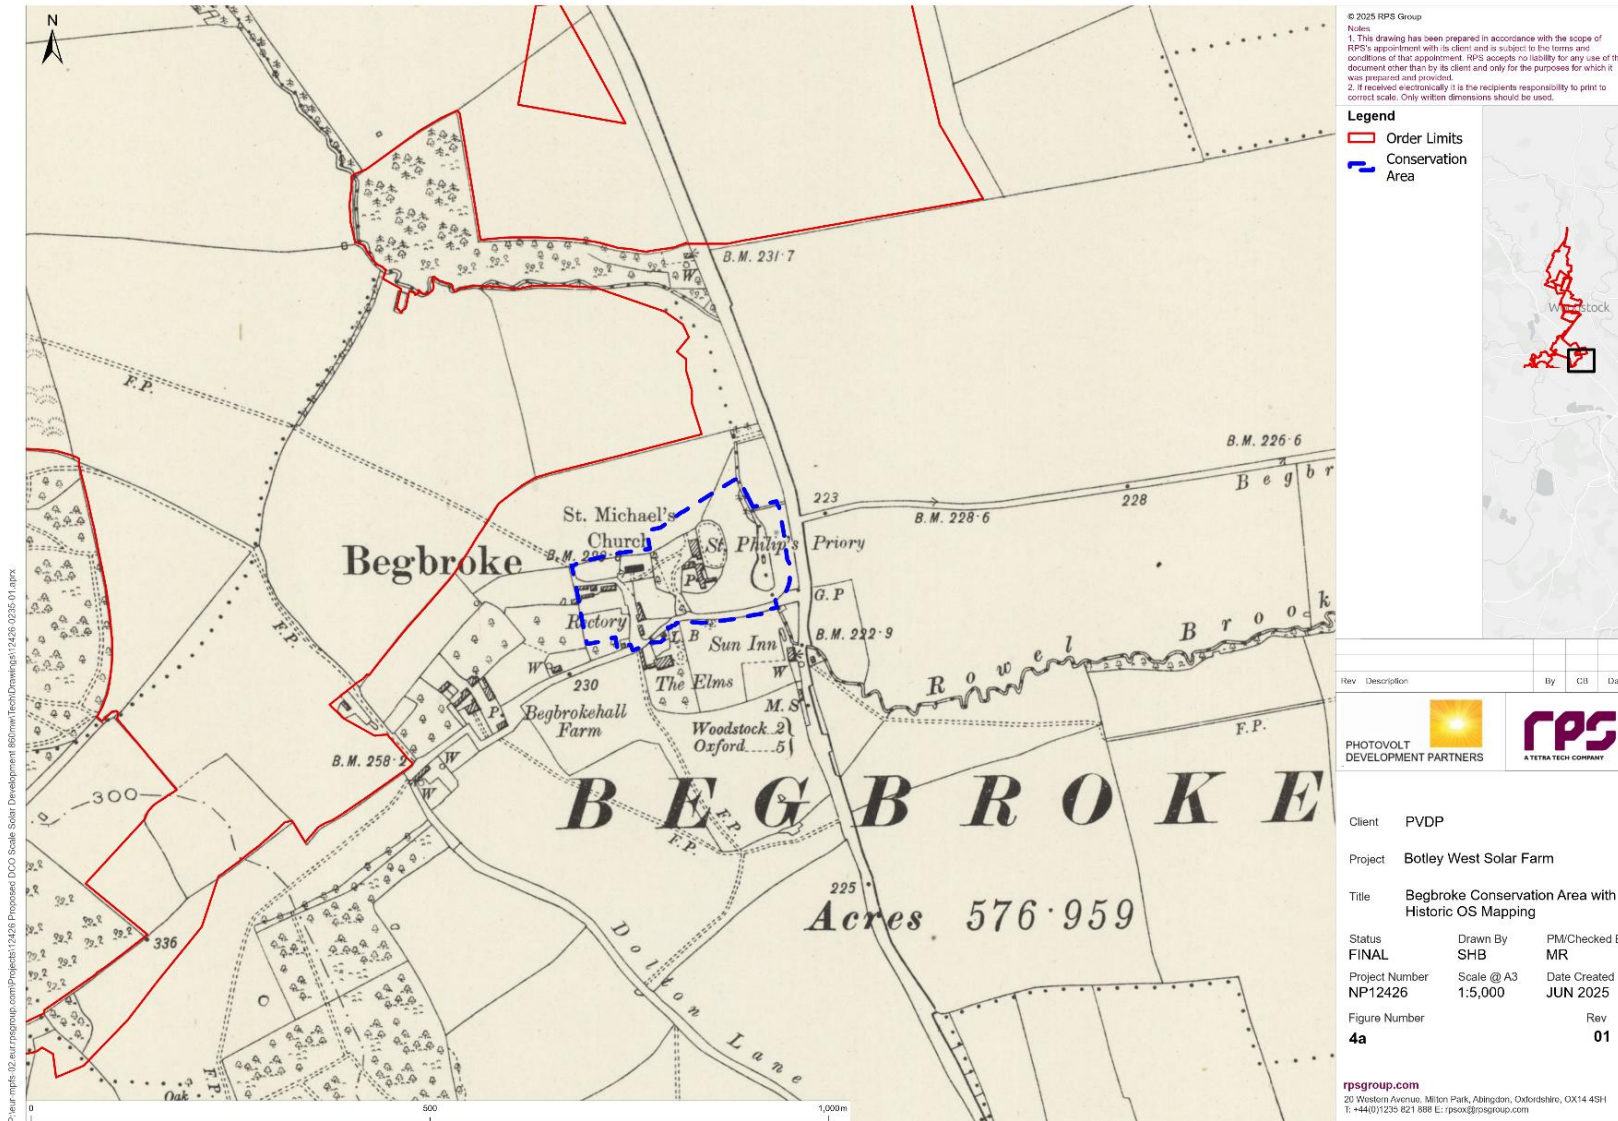 N
© 2025 RPS Group
Notes
1. This drawing has been prepared in accordance with the scope of
RPS's appointment with its client and is subject to the terms and
conditions of that appointment. RPS accepts no liability for any use of th
document other than by its client and only for the purposes for which it
was prepared and provided.
2. If received electronically it is the recipients responsibility to print to
correct scale. Only written dimensions should be used.
Legend
Order Limits
Conservation
Area
Woodstock
B.M. 231·7
W
F.P.
B.M. 226·6
Begbr
223
228
B.M. 228·6
St. Michael's
Church
Begbroke
B.M.
St. Philip's Priory
P
G.P
Rectory
L.B
Sun Inn
B.M. 222·9
F.P.
W
230
The Elms
W
Rowel Brook
P
Begbrokehall
Farm
M.S
Woodstock 2
Oxford 5
F.P.
B.M. 258·2
W
W
300
BEGBROKE
F.P.
F.P.
225
Acres 576·959
336
Dolton Lane
F.P.
Oak
0
500
1,000m
Rev Description
By
CB
Da
PHOTOVOLT
DEVELOPMENT PARTNERS
rps
A TETRA TECH COMPANY
Client PVDP
Project Botley West Solar Farm
Title Begbroke Conservation Area with
Historic OS Mapping
Status Drawn By PM/Checked B
FINAL SHB MR
Project Number Scale @ A3 Date Created
NP12426 1:5,000 JUN 2025
Figure Number Rev
4a 01
rpsgroup.com
20 Western Avenue, Milton Park, Abingdon, Oxfordshire, OX14 4SH
T: +44(0)1235 821 888 E: rpsox@rpsgroup.com